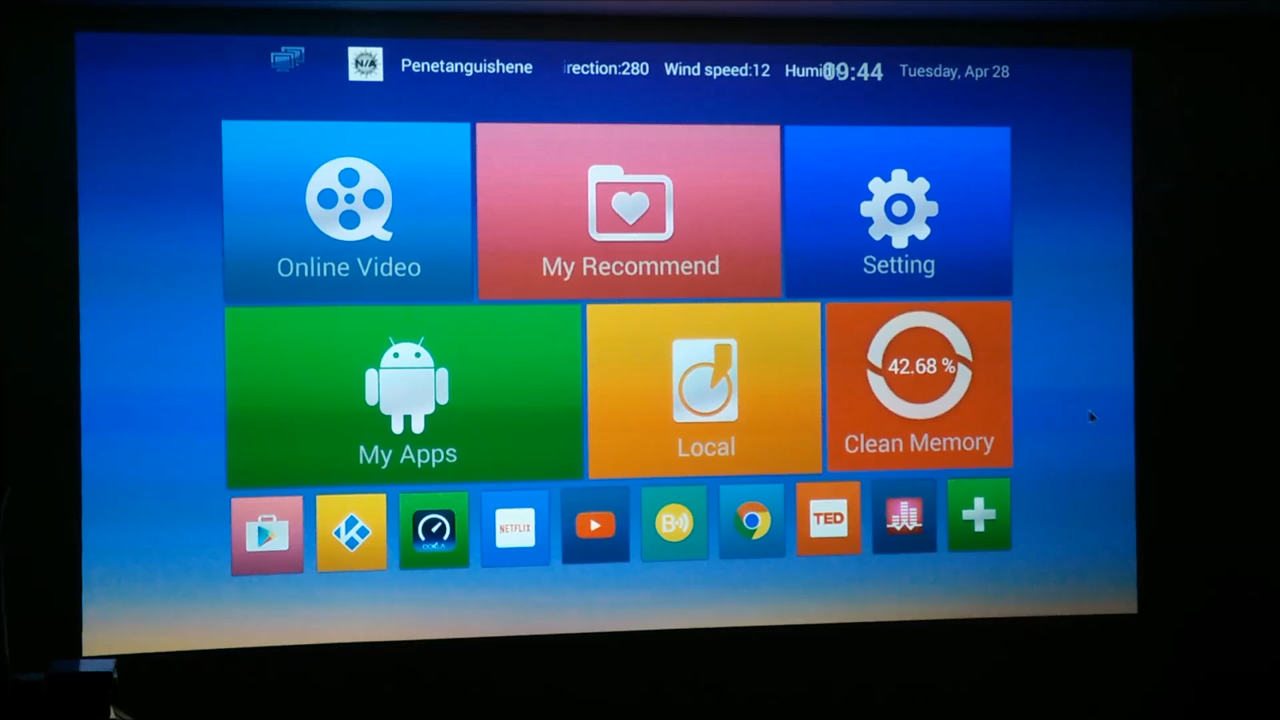 N/A Penetanguishene irection:280 Wind speed:12 Humi 09:44 Tuesday, Apr 28
Online Video
My Recommend
Setting
My Apps
Local
42.68 %
Clean Memory
OOKLA
NETFLIX
B
TED